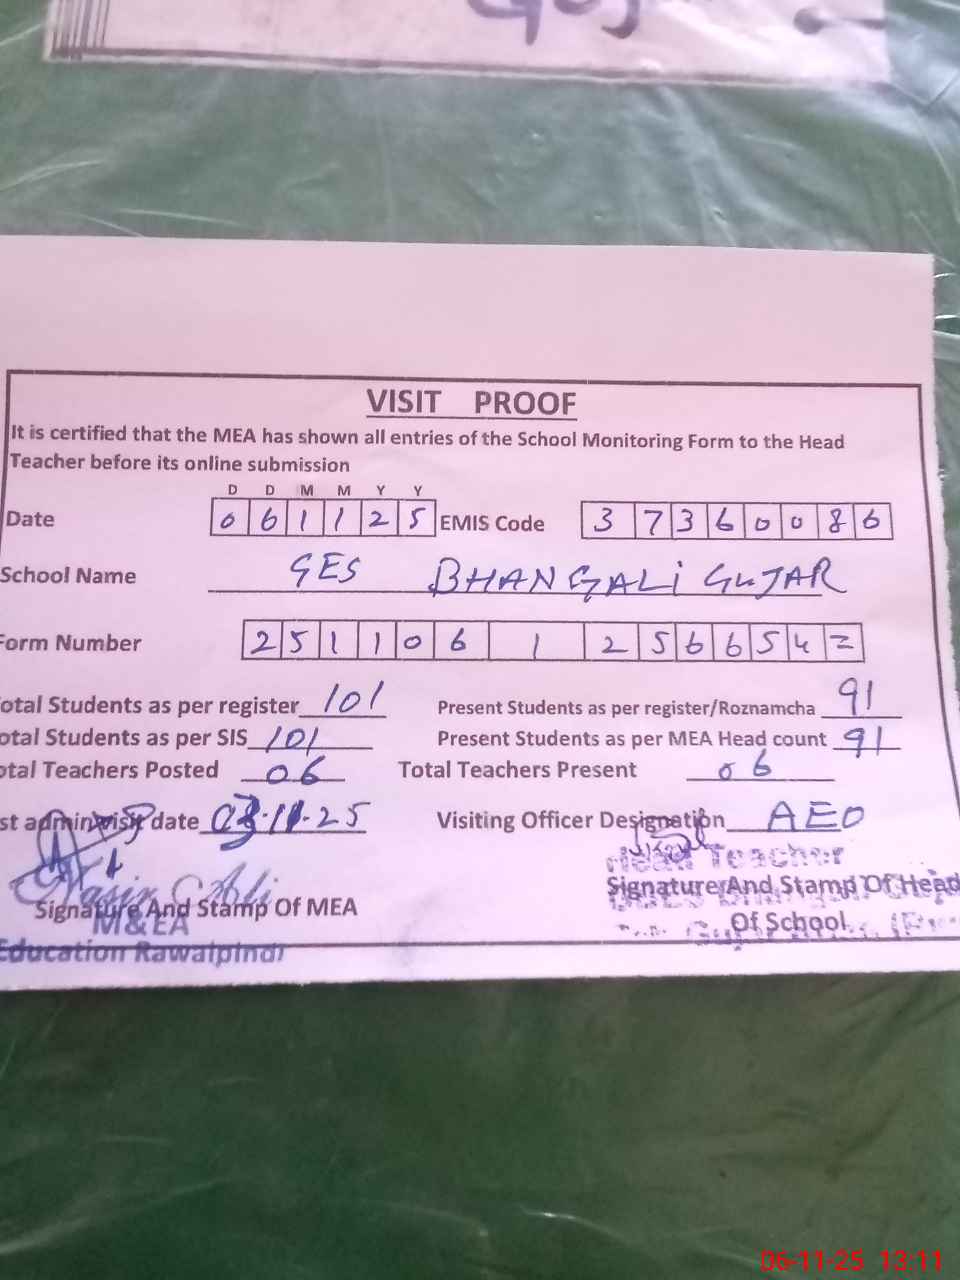 VISIT PROOF
It is certified that the MEA has shown all entries of the School Monitoring Form to the Head
Teacher before its online submission
D D M M Y Y
Date 0 6 1 1 2 5 EMIS Code 3 7 3 6 0 0 8 6
School Name GES BHANGALI GUJAR
Form Number 2 5 1 1 0 6 1 2 5 6 6 5 4 2
otal Students as per register 101 Present Students as per register/Roznamcha 91
otal Students as per SIS 101 Present Students as per MEA Head count 91
otal Teachers Posted 06 Total Teachers Present 06
st admin visit date 03.11.25 Visiting Officer Designation AEO
Head Teacher
Nasir Ali
Signature And Stamp Of MEA Signature And Stamp Of Head
M&EA Of School
Education Rawalpindi
06-11-25 13:11